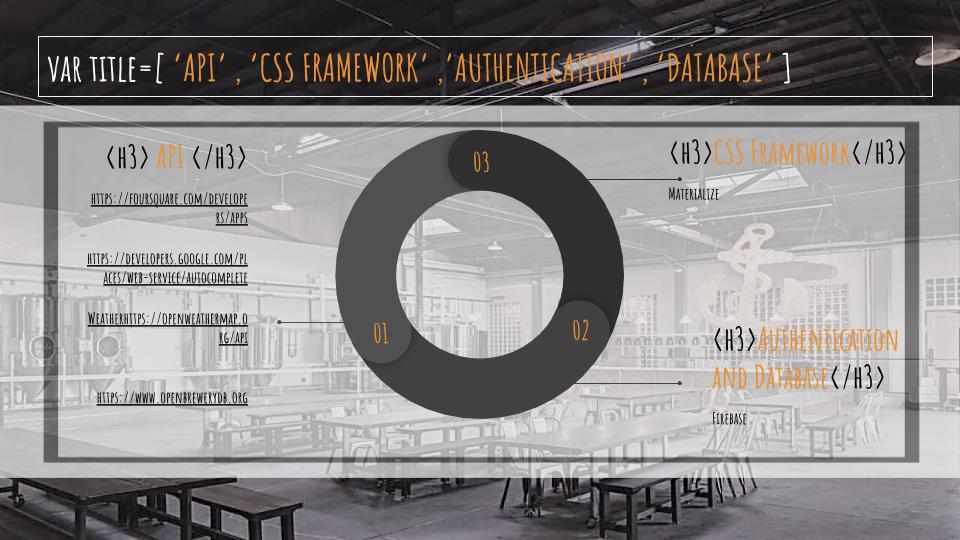 VAR TITLE=[ ‘API’ , ‘CSS FRAMEWORK’ ,’AUTHENTICATION’ , ‘DATABASE’ ]
<H3> API </H3>
HTTPS://FOURSQUARE.COM/DEVELOPE
RS/APPS
HTTPS://DEVELOPERS.GOOGLE.COM/PL
ACES/WEB-SERVICE/AUTOCOMPLETE
WEATHERHTTPS://OPENWEATHERMAP.O
RG/API
HTTPS://WWW.OPENBREWERYDB.ORG
03
01
02
<H3>CSS FRAMEWORK</H3>
MATERIALIZE
<H3>AUTHENTICATION
AND DATABASE</H3>
FIREBASE